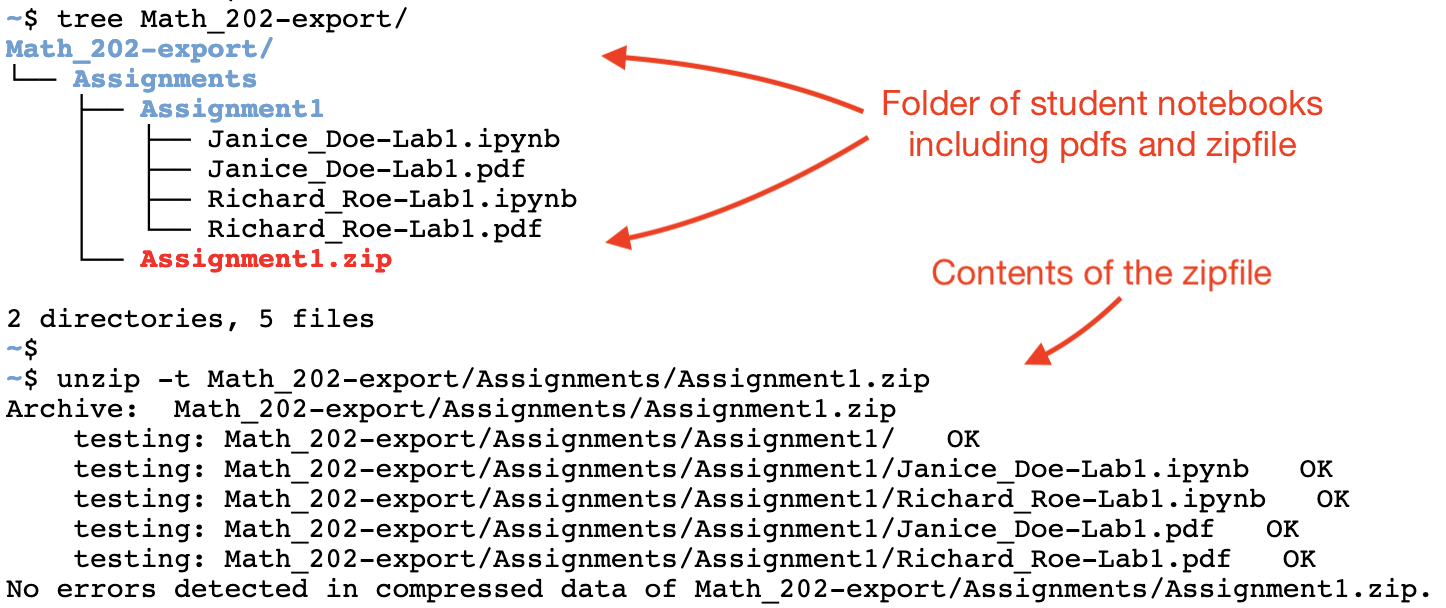 ~$ tree Math_202-export/
Math_202-export/
└── Assignments
    ├── Assignment1
    │   ├── Janice_Doe-Lab1.ipynb
    │   ├── Janice_Doe-Lab1.pdf
    │   ├── Richard_Roe-Lab1.ipynb
    │   └── Richard_Roe-Lab1.pdf
    └── Assignment1.zip
Folder of student notebooks
including pdfs and zipfile
2 directories, 5 files
Contents of the zipfile
~$
~$ unzip -t Math_202-export/Assignments/Assignment1.zip
Archive:  Math_202-export/Assignments/Assignment1.zip
    testing: Math_202-export/Assignments/Assignment1/   OK
    testing: Math_202-export/Assignments/Assignment1/Janice_Doe-Lab1.ipynb   OK
    testing: Math_202-export/Assignments/Assignment1/Richard_Roe-Lab1.ipynb   OK
    testing: Math_202-export/Assignments/Assignment1/Janice_Doe-Lab1.pdf   OK
    testing: Math_202-export/Assignments/Assignment1/Richard_Roe-Lab1.pdf   OK
No errors detected in compressed data of Math_202-export/Assignments/Assignment1.zip.